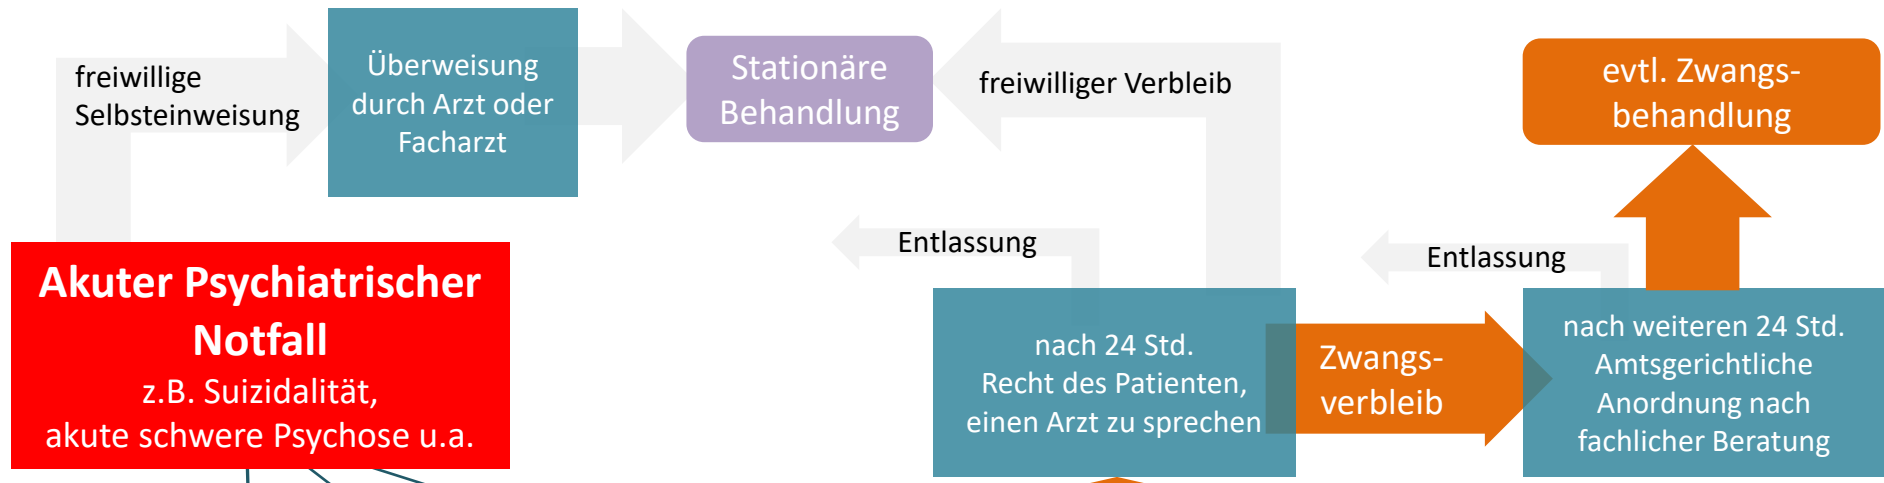 freiwillige
Selbsteinweisung
Überweisung
durch Arzt oder
Facharzt
Stationäre
Behandlung
freiwilliger Verbleib
evtl. Zwangs-
behandlung
Akuter Psychiatrischer
Notfall
z.B. Suizidalität,
akute schwere Psychose u.a.
Entlassung
nach 24 Std.
Recht des Patienten,
einen Arzt zu sprechen
Zwangs-
verbleib
Entlassung
nach weiteren 24 Std.
Amtsgerichtliche
Anordnung nach
fachlicher Beratung